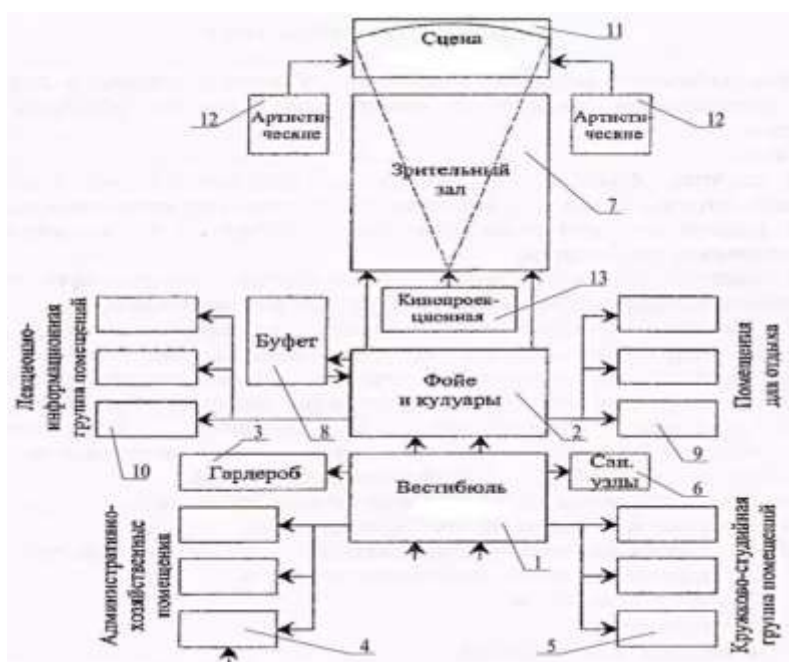 11
Сцена
12
Артисти-
ческие
Артисти-
ческие
12
Зрительный
зал
7
Кинопроек-
ционная
13
Лекционно-
информационная
группа помещений
Буфет
Фойе
и кулуары
Помещения
для отдыха
10
3
8
2
9
Гардероб
Вестибюль
Сан.
узлы
6
Административно-
хозяйственные
помещения
1
Кружково-студийная
группа помещений
4
5